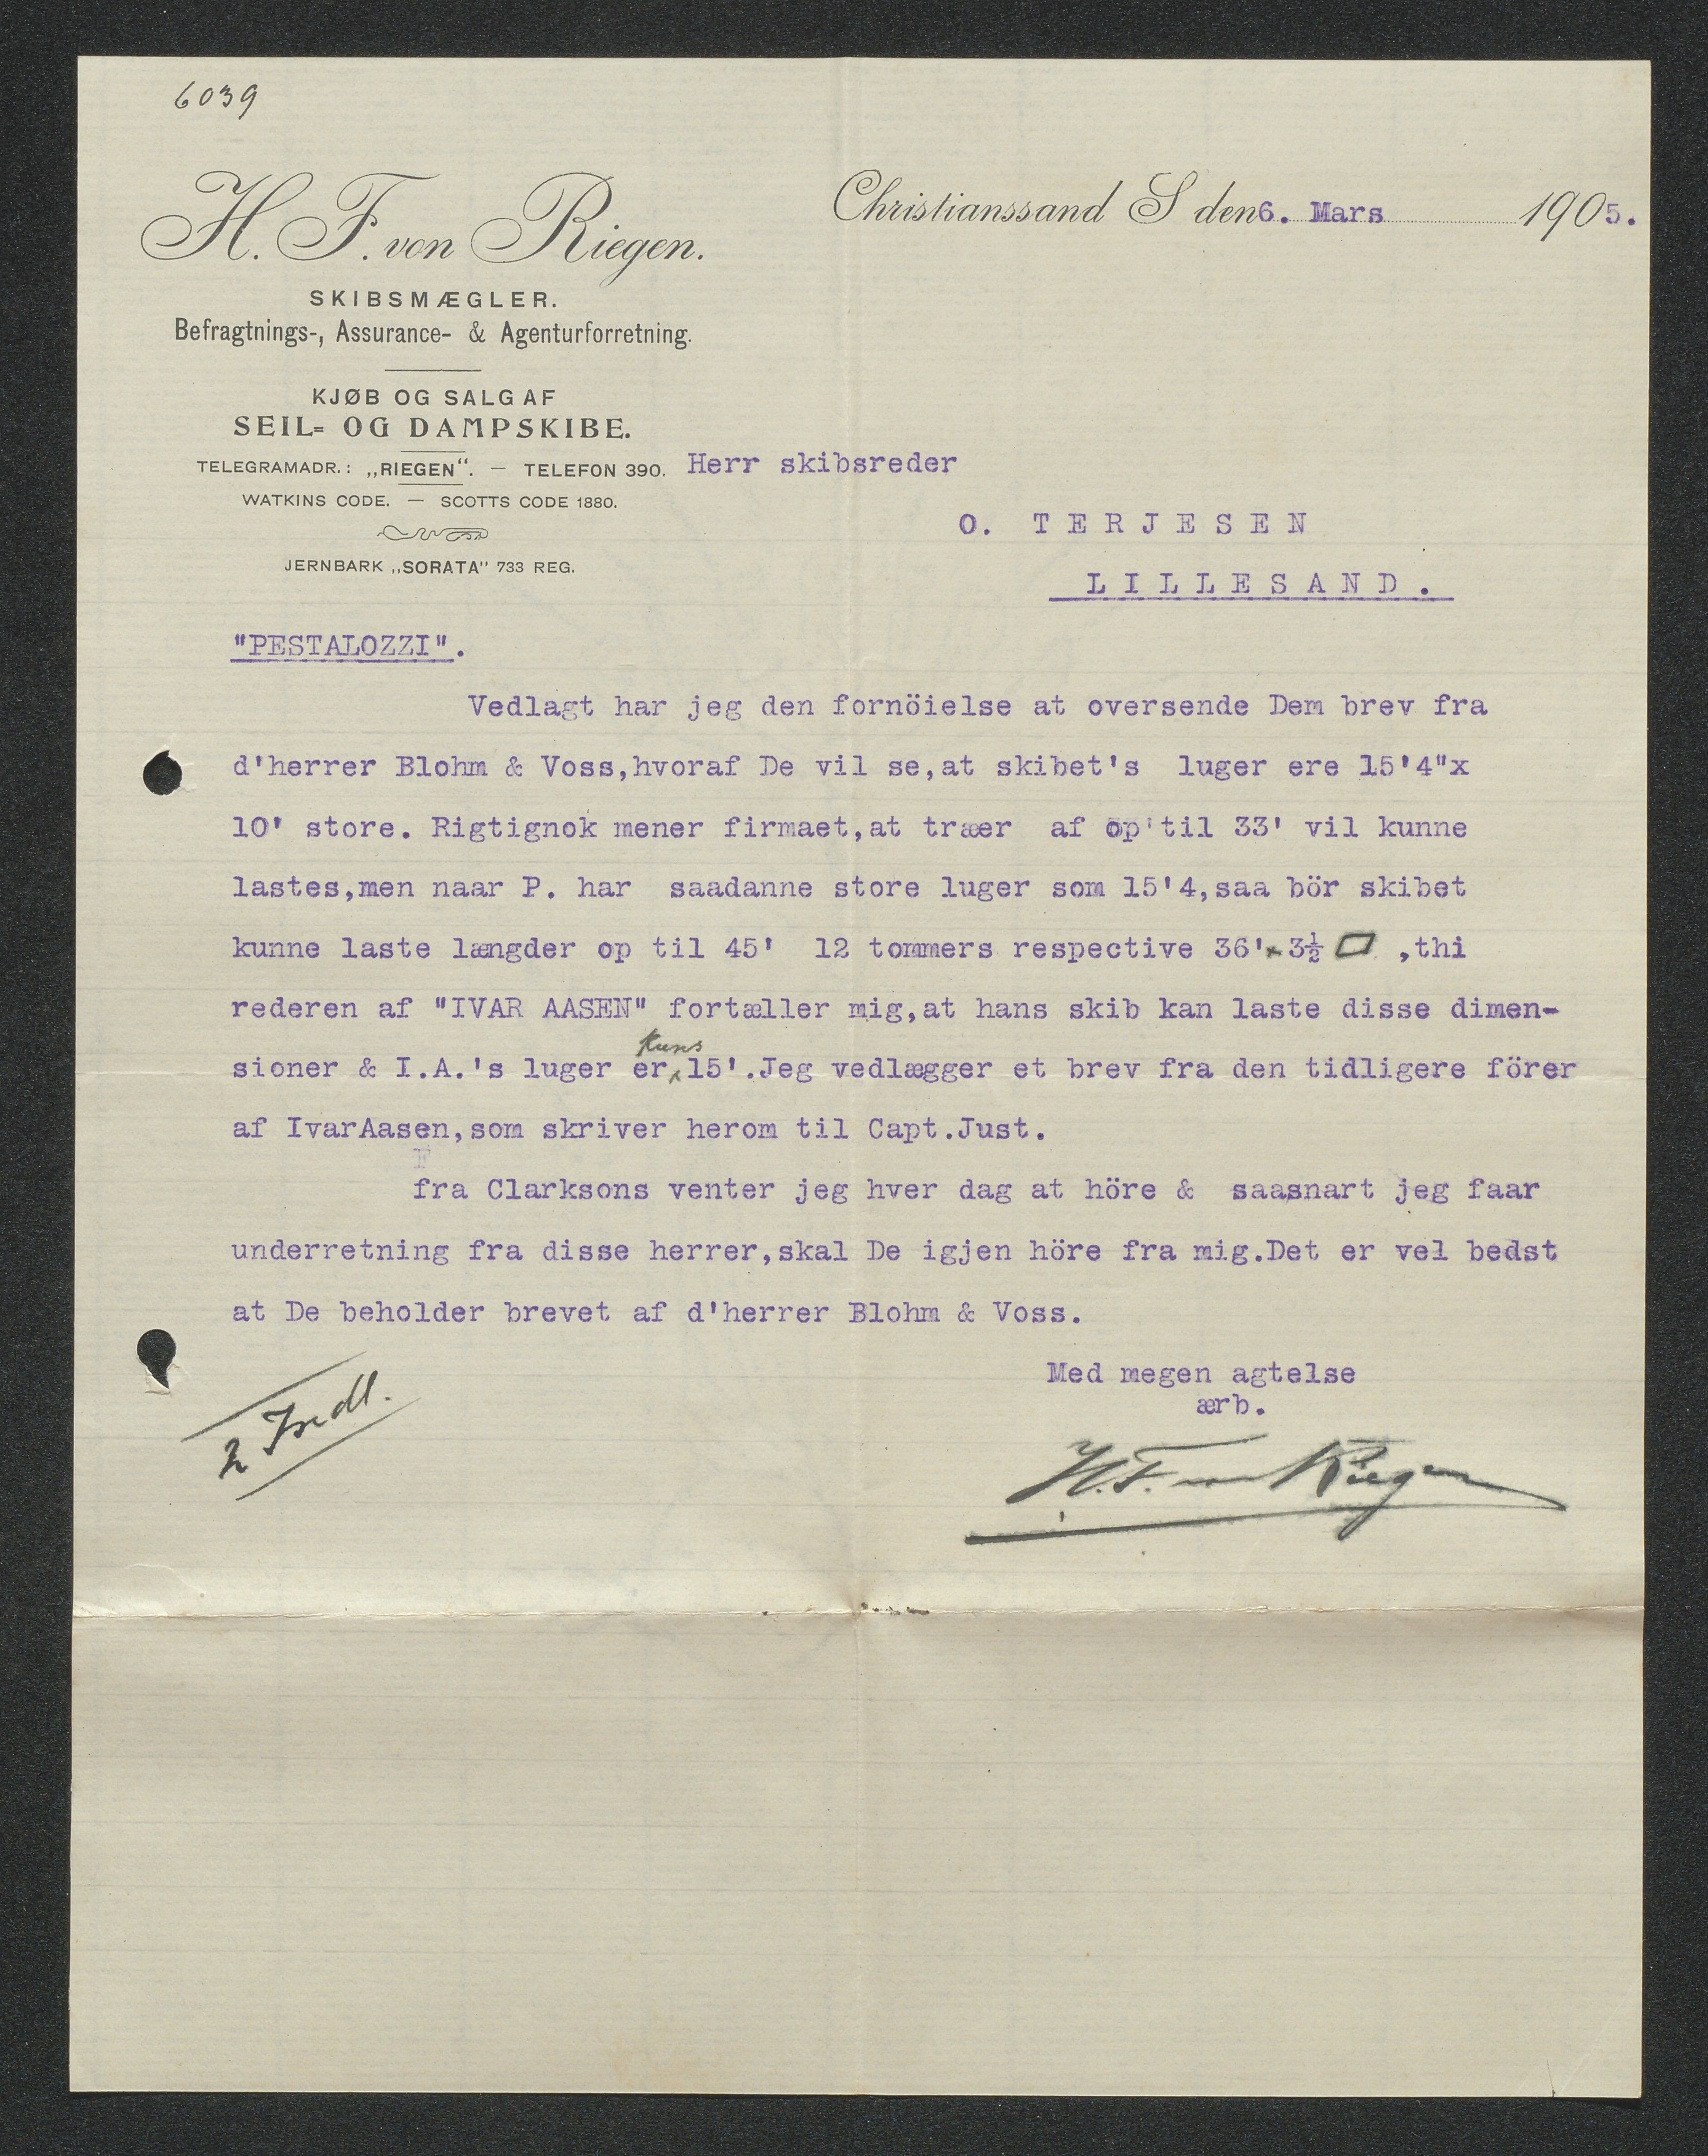 6039
H. F. von Riegen.
Christianssand S den 6. Mars 1905.
SKIBSMÆGLER.
Befragtnings-, Assurance- & Agenturforretning.
KJØB OG SALG AF
SEIL= OG DAMPSKIBE.
TELEGRAMADR.: „RIEGEN“. — TELEFON 390.
WATKINS CODE. — SCOTTS CODE 1880.
JERNBARK „SORATA” 733 REG.
Herr skibsreder
O. TERJESEN
LILLESAND.
"PESTALOZZI".
Vedlagt har jeg den fornöielse at oversende Dem brev fra
d'herrer Blohm & Voss,hvoraf De vil se,at skibet's luger ere 15'4"x
10' store. Rigtignok mener firmaet,at træer af op'til 33' vil kunne
lastes,men naar P. har saadanne store luger som 15'4,saa bör skibet
kunne laste længder op til 45' 12 tommers respective 36'x 3½ ▱ ,thi
rederen af "IVAR AASEN" fortæller mig,at hans skib kan laste disse dimen-
sioner & I.A.'s luger er kuns 15'.Jeg vedlægger et brev fra den tidligere förer
af IvarAasen,som skriver herom til Capt.Just.
fra Clarksons venter jeg hver dag at höre & saasnart jeg faar
underretning fra disse herrer,skal De igjen höre fra mig.Det er vel bedst
at De beholder brevet af d'herrer Blohm & Voss.
Med megen agtelse
ærb.
H. F. von Riegen
2 Indl.